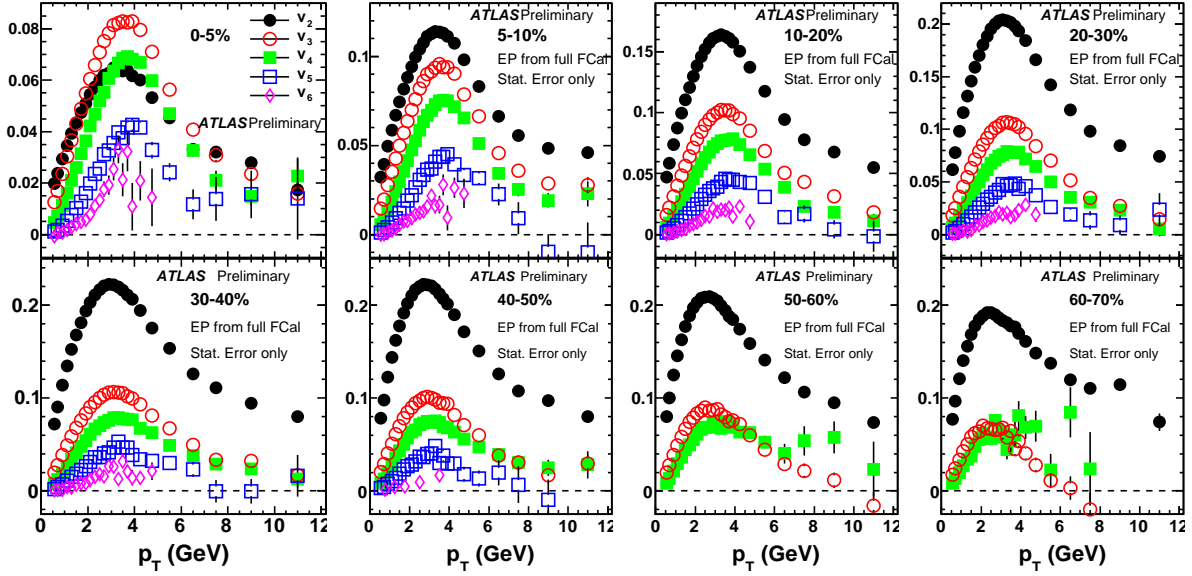 v2
v3
v4
v5
v6
0-5%
ATLAS Preliminary
0.08
0.06
0.04
0.02
0
ATLAS Preliminary
5-10%
EP from full FCal
Stat. Error only
0.1
0.05
0
ATLAS Preliminary
10-20%
EP from full FCal
Stat. Error only
0.15
0.1
0.05
0
ATLAS Preliminary
20-30%
EP from full FCal
Stat. Error only
0.2
0.15
0.1
0.05
0
ATLAS Preliminary
30-40%
EP from full FCal
Stat. Error only
0.2
0.1
0
0 2 4 6 8 10 12
pT (GeV)
ATLAS Preliminary
40-50%
EP from full FCal
Stat. Error only
0.2
0.1
0
0 2 4 6 8 10 12
pT (GeV)
ATLAS Preliminary
50-60%
EP from full FCal
Stat. Error only
0.2
0.1
0
0 2 4 6 8 10 12
pT (GeV)
ATLAS Preliminary
60-70%
EP from full FCal
Stat. Error only
0.2
0.1
0
0 2 4 6 8 10 12
pT (GeV)